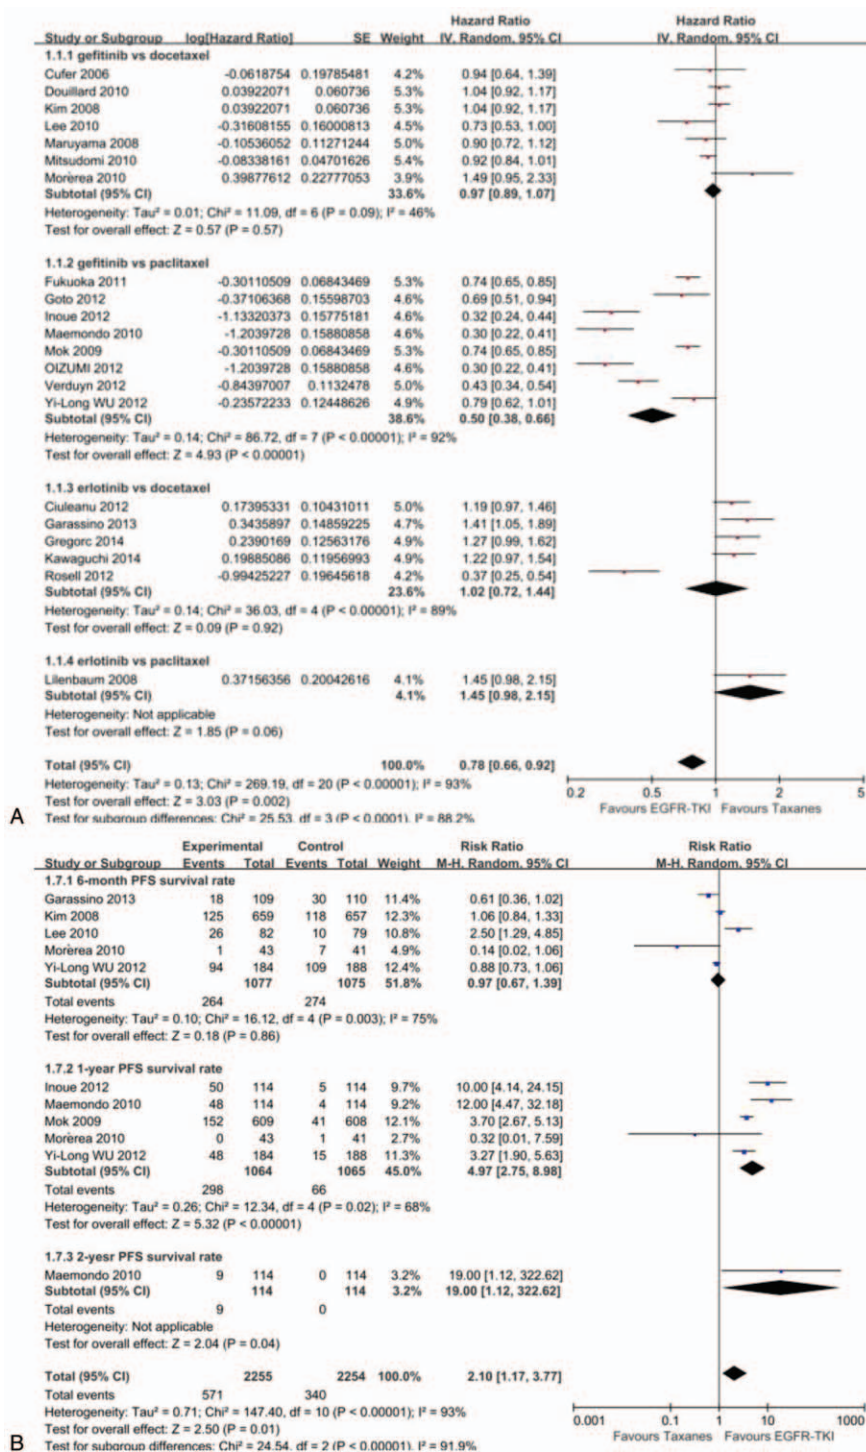 Hazard Ratio Hazard Ratio
Study or Subgroup log[Hazard Ratio] SE Weight IV, Random, 95% CI IV, Random, 95% CI
1.1.1 gefitinib vs docetaxel
Cufer 2006 -0.0618754 0.19785481 4.2% 0.94 [0.64, 1.39]
Douillard 2010 0.03922071 0.060736 5.3% 1.04 [0.92, 1.17]
Kim 2008 0.03922071 0.060736 5.3% 1.04 [0.92, 1.17]
Lee 2010 -0.31608155 0.16000813 4.5% 0.73 [0.53, 1.00]
Maruyama 2008 -0.10536052 0.11271244 5.0% 0.90 [0.72, 1.12]
Mitsudomi 2010 -0.08338161 0.04701626 5.4% 0.92 [0.84, 1.01]
Morèrea 2010 0.39877612 0.22777053 4.0% 1.49 [0.95, 2.33]
Subtotal (95% CI) 33.6% 0.97 [0.89, 1.07]
Heterogeneity: Tau² = 0.01; Chi² = 11.09, df = 6 (P = 0.09); I² = 46%
Test for overall effect: Z = 0.57 (P = 0.57)
1.1.2 gefitinib vs paclitaxel
Fukuoka 2011 -0.30110509 0.06843469 5.3% 0.74 [0.65, 0.85]
Goto 2012 -0.37106368 0.15598703 4.6% 0.69 [0.51, 0.94]
Inoue 2012 -1.13320373 0.15775181 4.6% 0.32 [0.24, 0.44]
Maemondo 2010 -1.2039728 0.15880858 4.6% 0.30 [0.22, 0.41]
Mok 2009 -0.30110509 0.06843469 5.3% 0.74 [0.65, 0.85]
OIZUMI 2012 -1.2039728 0.15880858 4.6% 0.30 [0.22, 0.41]
Verduyn 2012 -0.84397007 0.1132478 5.0% 0.43 [0.34, 0.54]
Yi-Long WU 2012 -0.23572233 0.12448626 4.9% 0.79 [0.62, 1.01]
Subtotal (95% CI) 38.6% 0.50 [0.38, 0.66]
Heterogeneity: Tau² = 0.14; Chi² = 86.72, df = 7 (P < 0.00001); I² = 92%
Test for overall effect: Z = 4.93 (P < 0.00001)
1.1.3 erlotinib vs docetaxel
Ciuleanu 2012 0.17395331 0.10431011 5.0% 1.19 [0.97, 1.46]
Garassino 2013 0.3435897 0.14859225 4.7% 1.41 [1.05, 1.89]
Gregorc 2014 0.2390169 0.12563176 4.9% 1.27 [0.99, 1.62]
Kawaguchi 2014 0.19885086 0.11956993 4.9% 1.22 [0.97, 1.54]
Rosell 2012 -0.99425227 0.19645618 4.2% 0.37 [0.25, 0.54]
Subtotal (95% CI) 23.6% 1.02 [0.72, 1.44]
Heterogeneity: Tau² = 0.14; Chi² = 36.03, df = 4 (P < 0.00001); I² = 89%
Test for overall effect: Z = 0.09 (P = 0.92)
1.1.4 erlotinib vs paclitaxel
Lilenbaum 2008 0.37156356 0.20042616 4.1% 1.45 [0.98, 2.15]
Subtotal (95% CI) 4.1% 1.45 [0.98, 2.15]
Heterogeneity: Not applicable
Test for overall effect: Z = 1.85 (P = 0.06)
Total (95% CI) 100.0% 0.78 [0.66, 0.92]
Heterogeneity: Tau² = 0.13; Chi² = 269.19, df = 20 (P < 0.00001); I² = 93%
Test for overall effect: Z = 3.03 (P = 0.002)
Test for subgroup differences: Chi² = 25.53, df = 3 (P < 0.0001), I² = 88.2%
0.2 0.5 1 2 5
Favours EGFR-TKI Favours Taxanes
A
Experimental Control Risk Ratio Risk Ratio
Study or Subgroup Events Total Events Total Weight M-H, Random, 95% CI M-H, Random, 95% CI
1.7.1 6-month PFS survival rate
Garassino 2013 18 109 30 110 11.4% 0.61 [0.36, 1.02]
Kim 2008 125 659 118 657 12.3% 1.06 [0.84, 1.33]
Lee 2010 26 82 10 79 10.8% 2.50 [1.29, 4.85]
Morèrea 2010 1 43 7 41 4.9% 0.14 [0.02, 1.06]
Yi-Long WU 2012 94 184 109 188 12.4% 0.88 [0.73, 1.06]
Subtotal (95% CI) 1077 1075 51.8% 0.97 [0.67, 1.39]
Total events 264 274
Heterogeneity: Tau² = 0.10; Chi² = 16.12, df = 4 (P = 0.003); I² = 75%
Test for overall effect: Z = 0.18 (P = 0.86)
1.7.2 1-year PFS survival rate
Inoue 2012 50 114 5 114 9.7% 10.00 [4.14, 24.15]
Maemondo 2010 48 114 4 114 9.2% 12.00 [4.47, 32.18]
Mok 2009 152 609 41 608 12.1% 3.70 [2.67, 5.13]
Morèrea 2010 0 43 1 41 2.7% 0.32 [0.01, 7.59]
Yi-Long WU 2012 48 184 15 188 11.3% 3.27 [1.90, 5.63]
Subtotal (95% CI) 1064 1065 45.0% 4.97 [2.75, 8.98]
Total events 298 66
Heterogeneity: Tau² = 0.26; Chi² = 12.34, df = 4 (P = 0.02); I² = 68%
Test for overall effect: Z = 5.32 (P < 0.00001)
1.7.3 2-yesr PFS survival rate
Maemondo 2010 9 114 0 114 3.2% 19.00 [1.12, 322.62]
Subtotal (95% CI) 114 114 3.2% 19.00 [1.12, 322.62]
Total events 9 0
Heterogeneity: Not applicable
Test for overall effect: Z = 2.04 (P = 0.04)
Total (95% CI) 2255 2254 100.0% 2.10 [1.17, 3.77]
Total events 571 340
Heterogeneity: Tau² = 0.71; Chi² = 147.40, df = 10 (P < 0.00001); I² = 93%
Test for overall effect: Z = 2.50 (P = 0.01)
Test for subgroup differences: Chi² = 24.54, df = 2 (P < 0.00001), I² = 91.9%
0.001 0.1 1 10 1000
Favours Taxanes Favours EGFR-TKI
B